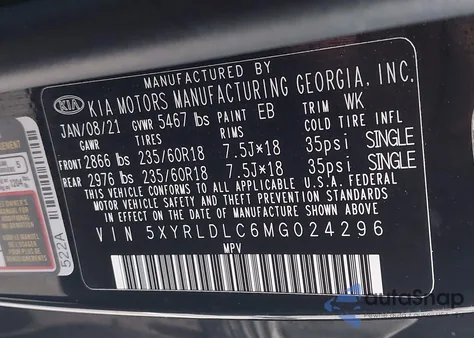 MANUFACTURED BY
KIA KIA MOTORS MANUFACTURING GEORGIA, INC.
JAN/08/21 GVWR 5467 lbs PAINT EB TRIM WK
GAWR TIRES RIMS COLD TIRE INFL
FRONT 2866 lbs 235/60R18 7.5J*18 35psi SINGLE
REAR 2976 lbs 235/60R18 7.5J*18 35psi SINGLE
THIS VEHICLE CONFORMS TO ALL APPLICABLE U.S.A. FEDERAL
MOTOR VEHICLE SAFETY AND THEFT PREVENTION STANDARDS
IN EFFECT ON THE DATE OF MANUFACTURE SHOWN ABOVE.
VIN 5XYRLDLC6MG024296
MPV
522A
autoSnap